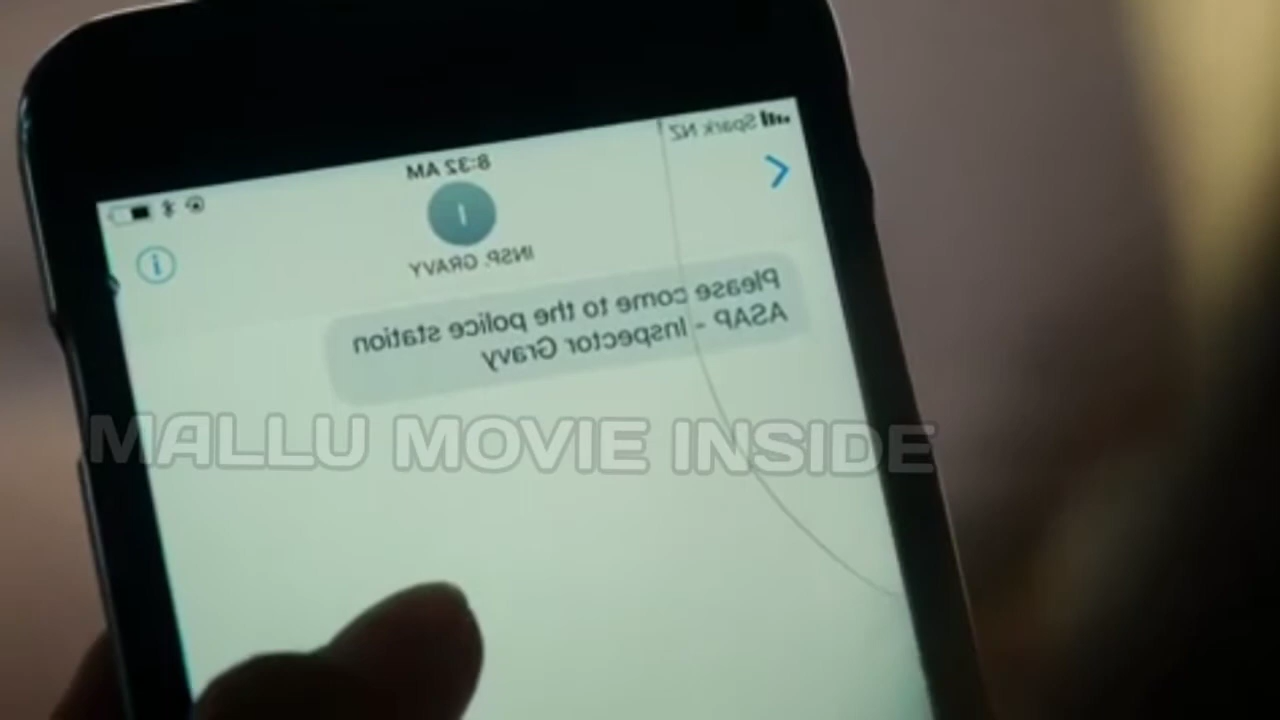 Spark NZ
8:32 AM
I
INSP. GRAVY
Please come to the police station
ASAP - Inspector Gravy
MALLU MOVIE INSIDE